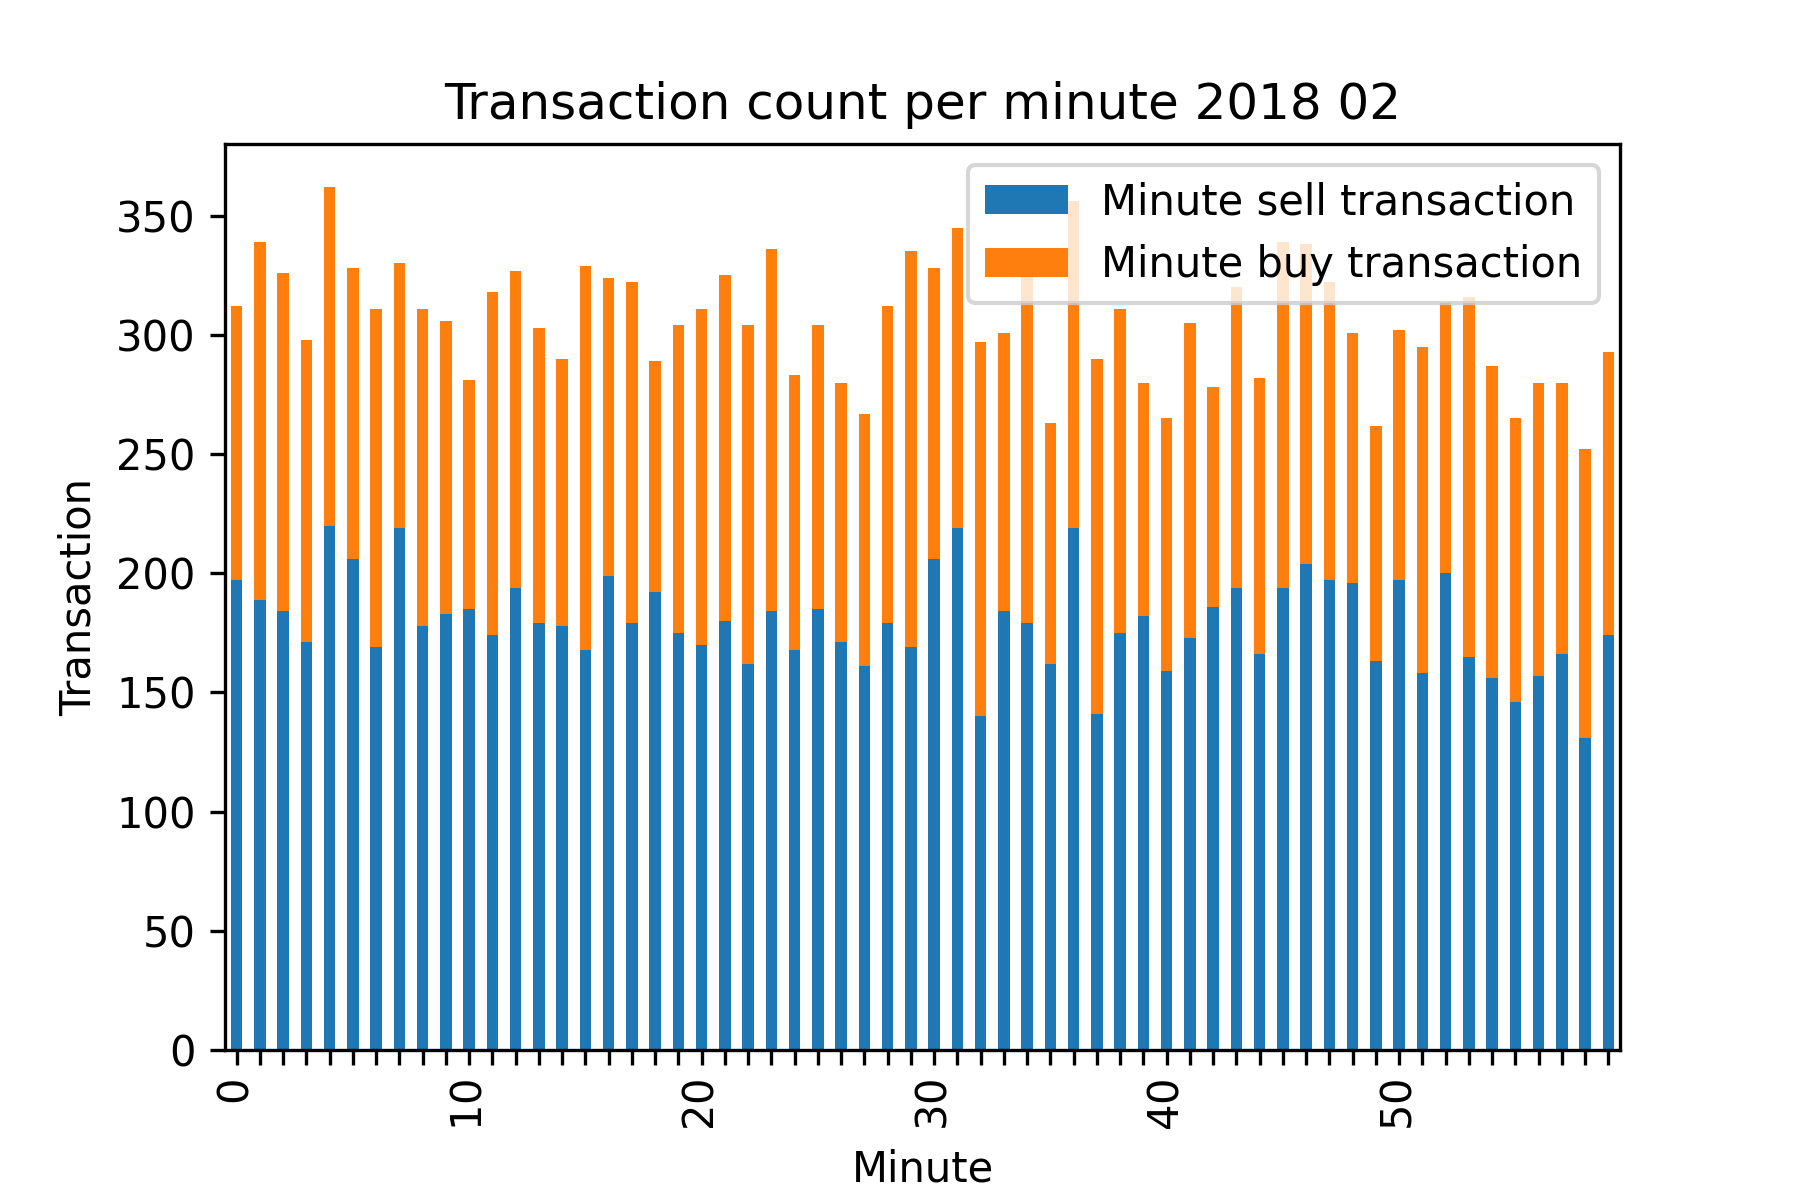 Transaction count per minute 2018 02
Minute sell transaction
Minute buy transaction
350
300
250
200
150
100
50
0
Transaction
0
10
20
30
40
50
Minute